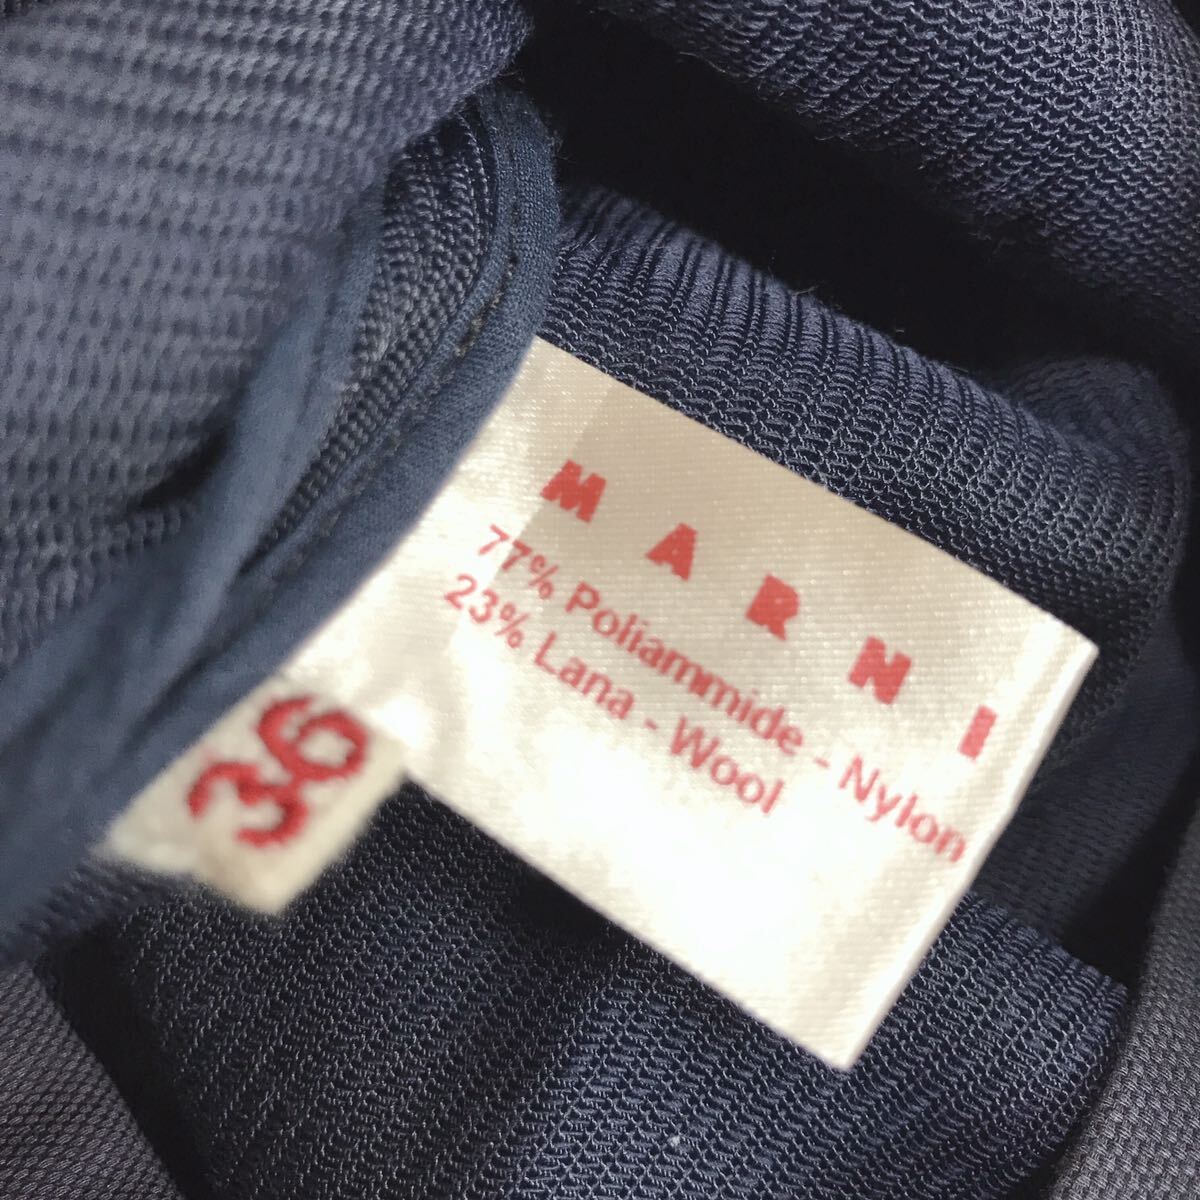 MARNI
77% Poliammide - Nylon
23% Lana - Wool
36